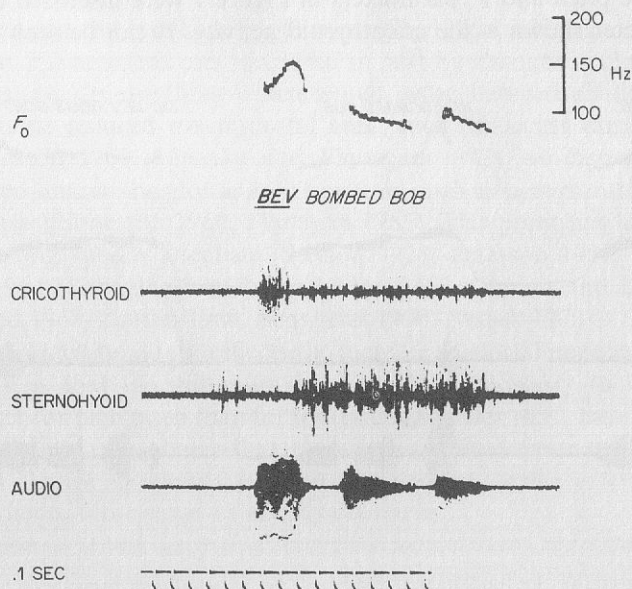 200
150 Hz
100
F₀
BEV BOMBED BOB
CRICOTHYROID
STERNOHYOID
AUDIO
.1 SEC